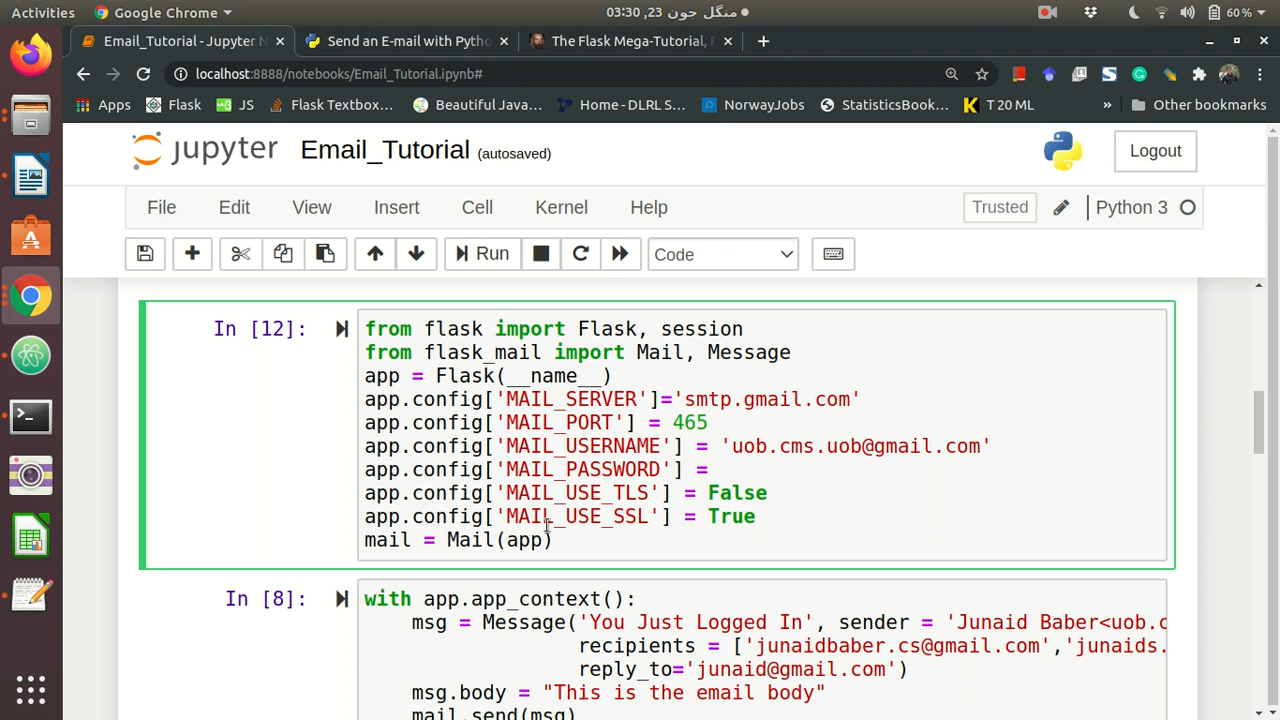 Activities Google Chrome منگل جون 23, 03:30 60 %
Email_Tutorial - Jupyter N Send an E-mail with Pytho The Flask Mega-Tutorial, F
localhost:8888/notebooks/Email_Tutorial.ipynb#
Apps Flask JS Flask Textbox... Beautiful Java... Home - DLRL S... NorwayJobs StatisticsBook... T 20 ML » Other bookmarks
jupyter Email_Tutorial (autosaved) Logout
File Edit View Insert Cell Kernel Help Trusted Python 3
Run Code
In [12]: from flask import Flask, session
from flask_mail import Mail, Message
app = Flask(__name__)
app.config['MAIL_SERVER']='smtp.gmail.com'
app.config['MAIL_PORT'] = 465
app.config['MAIL_USERNAME'] = 'uob.cms.uob@gmail.com'
app.config['MAIL_PASSWORD'] =
app.config['MAIL_USE_TLS'] = False
app.config['MAIL_USE_SSL'] = True
mail = Mail(app)
In [8]: with app.app_context():
msg = Message('You Just Logged In', sender = 'Junaid Baber<uob.c
recipients = ['junaidbaber.cs@gmail.com','junaids.
reply_to='junaid@gmail.com')
msg.body = "This is the email body"
mail.send(msg)